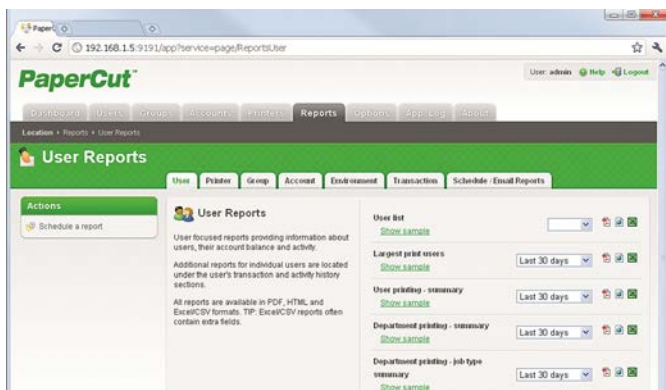 PaperCut
192.168.1.5:9191/app?service=page/ReportsUser
PaperCut
User: admin Help Logout
Dashboard Users Groups Accounts Printers Reports Options App. Log About
Location › Reports › User Reports
User Reports
User Printer Group Account Environment Transaction Schedule / Email Reports
Actions
Schedule a report
User Reports
User focused reports providing information about
users, their account balance and activity.
Additional reports for individual users are located
under the user's transaction and activity history
sections.
All reports are available in PDF, HTML and
Excel/CSV formats. TIP: Excel/CSV reports often
contain extra fields.
User list
Show sample
Largest print users
Show sample
Last 30 days
User printing - summary
Show sample
Last 30 days
Department printing - summary
Show sample
Last 30 days
Department printing - job type
summary
Show sample
Last 30 days